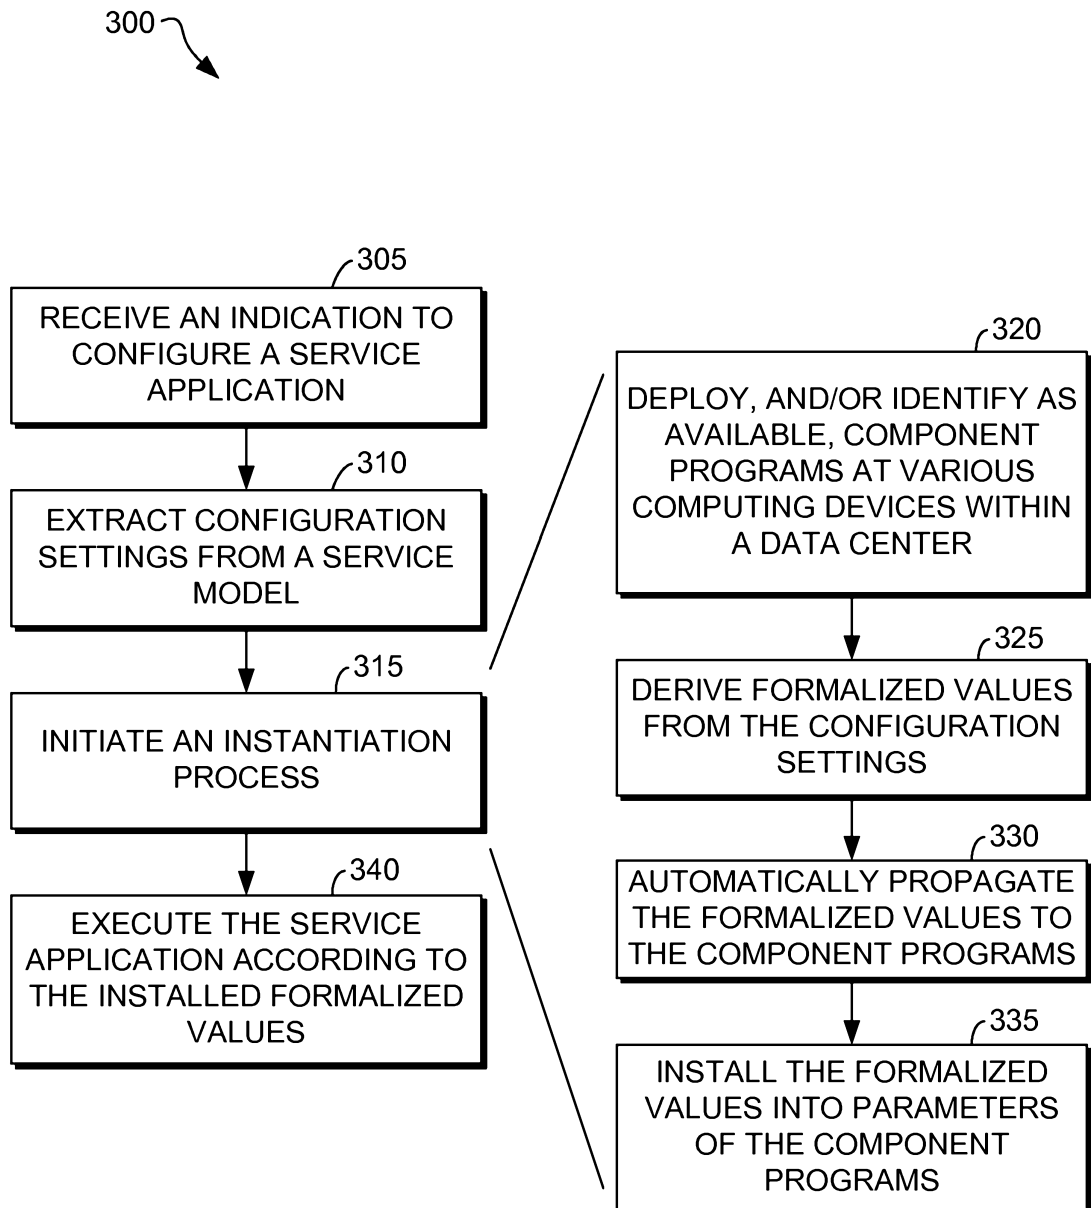 300
305
RECEIVE AN INDICATION TO
CONFIGURE A SERVICE
APPLICATION
310
EXTRACT CONFIGURATION
SETTINGS FROM A SERVICE
MODEL
315
INITIATE AN INSTANTIATION
PROCESS
340
EXECUTE THE SERVICE
APPLICATION ACCORDING TO
THE INSTALLED FORMALIZED
VALUES
320
DEPLOY, AND/OR IDENTIFY AS
AVAILABLE, COMPONENT
PROGRAMS AT VARIOUS
COMPUTING DEVICES WITHIN
A DATA CENTER
325
DERIVE FORMALIZED VALUES
FROM THE CONFIGURATION
SETTINGS
330
AUTOMATICALLY PROPAGATE
THE FORMALIZED VALUES TO
THE COMPONENT PROGRAMS
335
INSTALL THE FORMALIZED
VALUES INTO PARAMETERS
OF THE COMPONENT
PROGRAMS